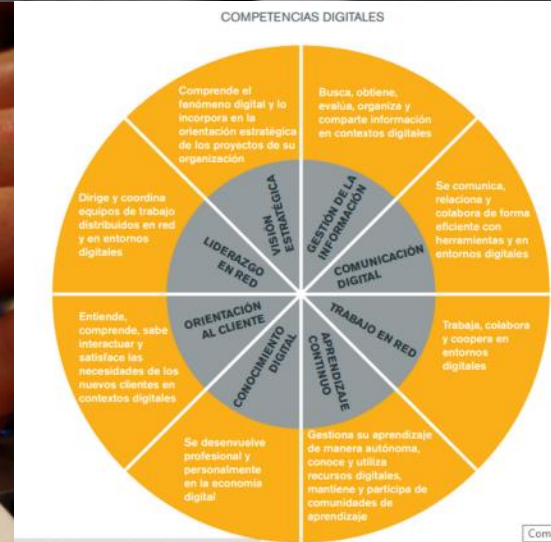 COMPETENCIAS DIGITALES
Comprende el
fenómeno digital y lo
incorpora en la
orientación estratégica
de los proyectos de su
organización
Busca, obtiene,
evalúa, organiza y
comparte información
en contextos digitales
Se comunica,
relaciona y
colabora de forma
eficiente con
herramientas y en
entornos digitales
Trabaja, colabora
y coopera en
entornos
digitales
Gestiona su aprendizaje
de manera autónoma,
conoce y utiliza
recursos digitales,
mantiene y participa de
comunidades de
aprendizaje
Se desenvuelve
profesional y
personalmente
en la economía
digital
Entiende,
comprende, sabe
interactuar y
satisface las
necesidades de los
nuevos clientes en
contextos digitales
Dirige y coordina
equipos de trabajo
distribuidos en red
y en entornos
digitales
VISIÓN
ESTRATÉGICA
GESTIÓN DE LA
INFORMACIÓN
COMUNICACIÓN
DIGITAL
TRABAJO EN RED
APRENDIZAJE
CONTINUO
CONOCIMIENTO
DIGITAL
ORIENTACIÓN
AL CLIENTE
LIDERAZGO
EN RED